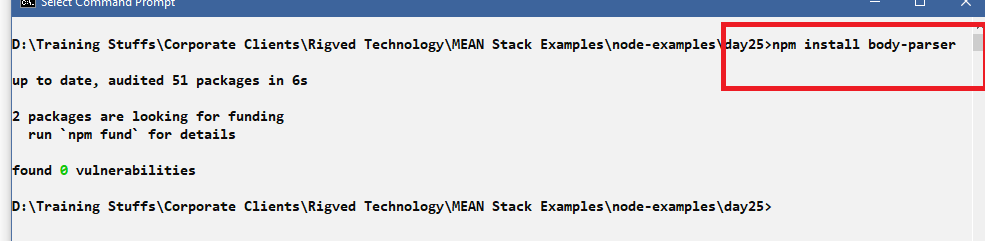 Select Command Prompt
D:\Training Stuffs\Corporate Clients\Rigved Technology\MEAN Stack Examples\node-examples\day25>npm install body-parser
up to date, audited 51 packages in 6s
2 packages are looking for funding
run `npm fund` for details
found 0 vulnerabilities
D:\Training Stuffs\Corporate Clients\Rigved Technology\MEAN Stack Examples\node-examples\day25>